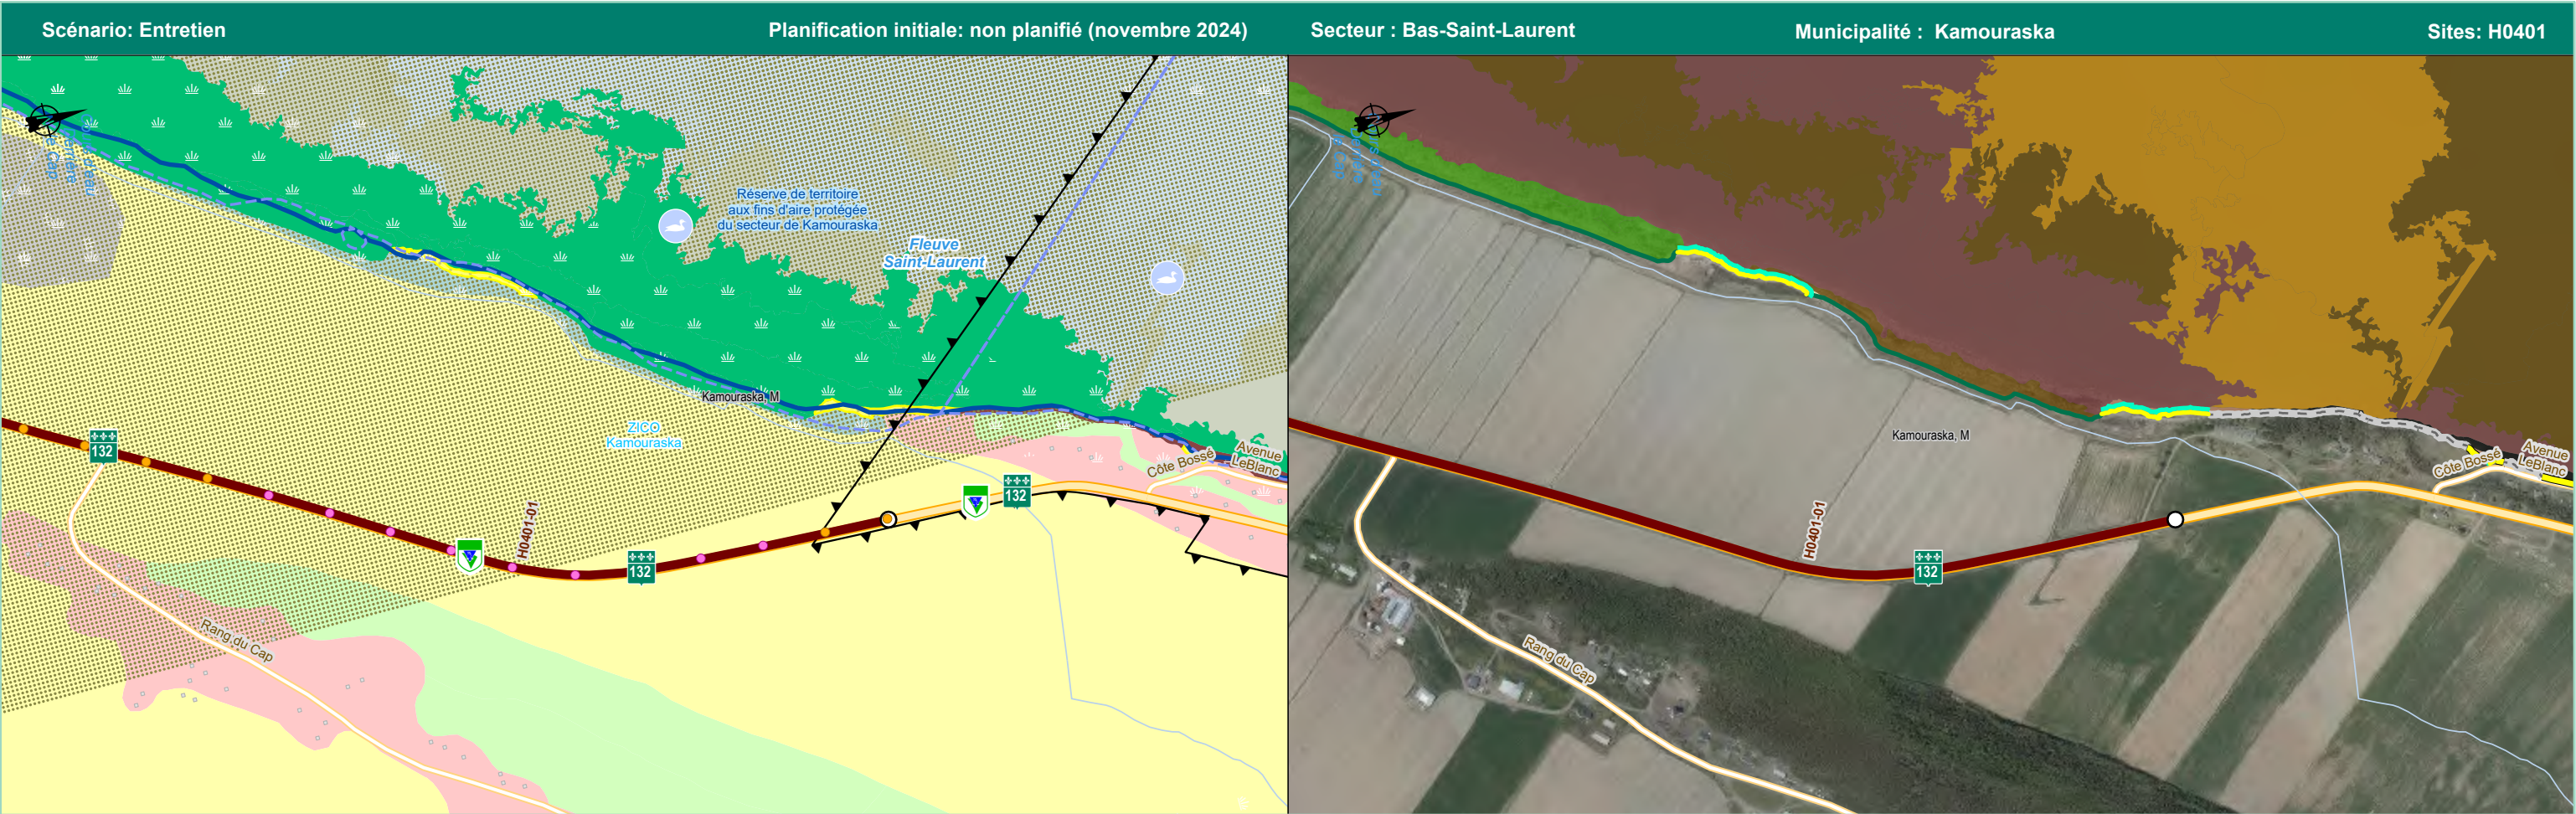 Scénario: Entretien
Planification initiale: non planifié (novembre 2024)
Secteur : Bas-Saint-Laurent
Municipalité : Kamouraska
Sites: H0401
Réserve de territoire
aux fins d'aire protégée
du secteur de Kamouraska
Fleuve
Saint-Laurent
Kamouraska, M
ZICO
Kamouraska
132
H0401-01
132
132
Côte Bossé
Avenue
LeBlanc
Rang du Cap
Kamouraska, M
H0401-01
132
Côte Bossé
Avenue
LeBlanc
Rang du Cap